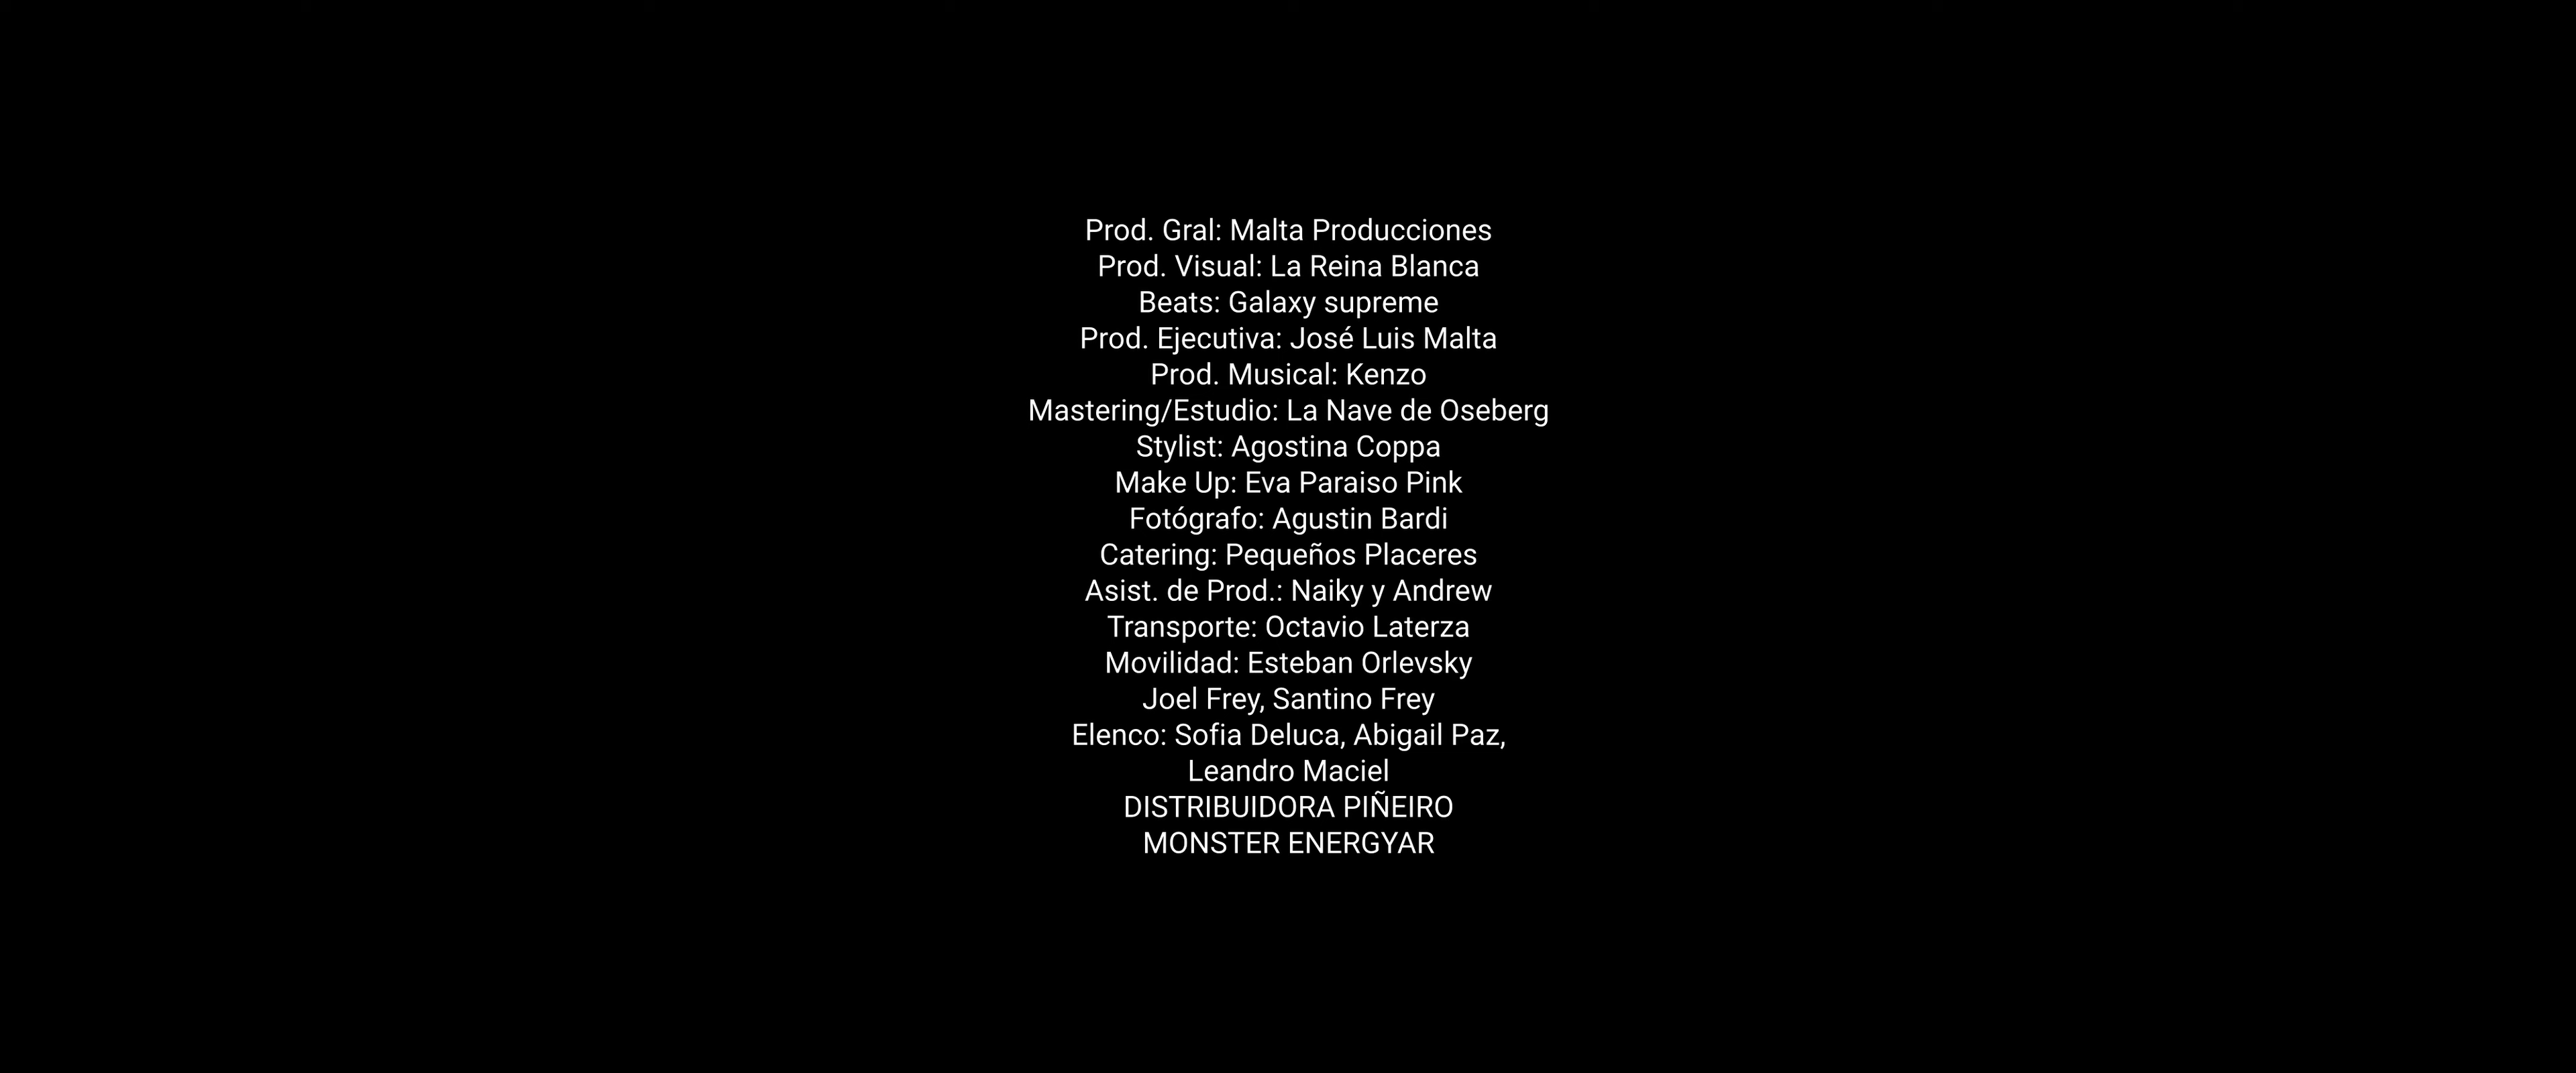 Prod. Gral: Malta Producciones
Prod. Visual: La Reina Blanca
Beats: Galaxy supreme
Prod. Ejecutiva: José Luis Malta
Prod. Musical: Kenzo
Mastering/Estudio: La Nave de Oseberg
Stylist: Agostina Coppa
Make Up: Eva Paraiso Pink
Fotógrafo: Agustin Bardi
Catering: Pequeños Placeres
Asist. de Prod.: Naiky y Andrew
Transporte: Octavio Laterza
Movilidad: Esteban Orlevsky
Joel Frey, Santino Frey
Elenco: Sofia Deluca, Abigail Paz,
Leandro Maciel
DISTRIBUIDORA PIÑEIRO
MONSTER ENERGYAR